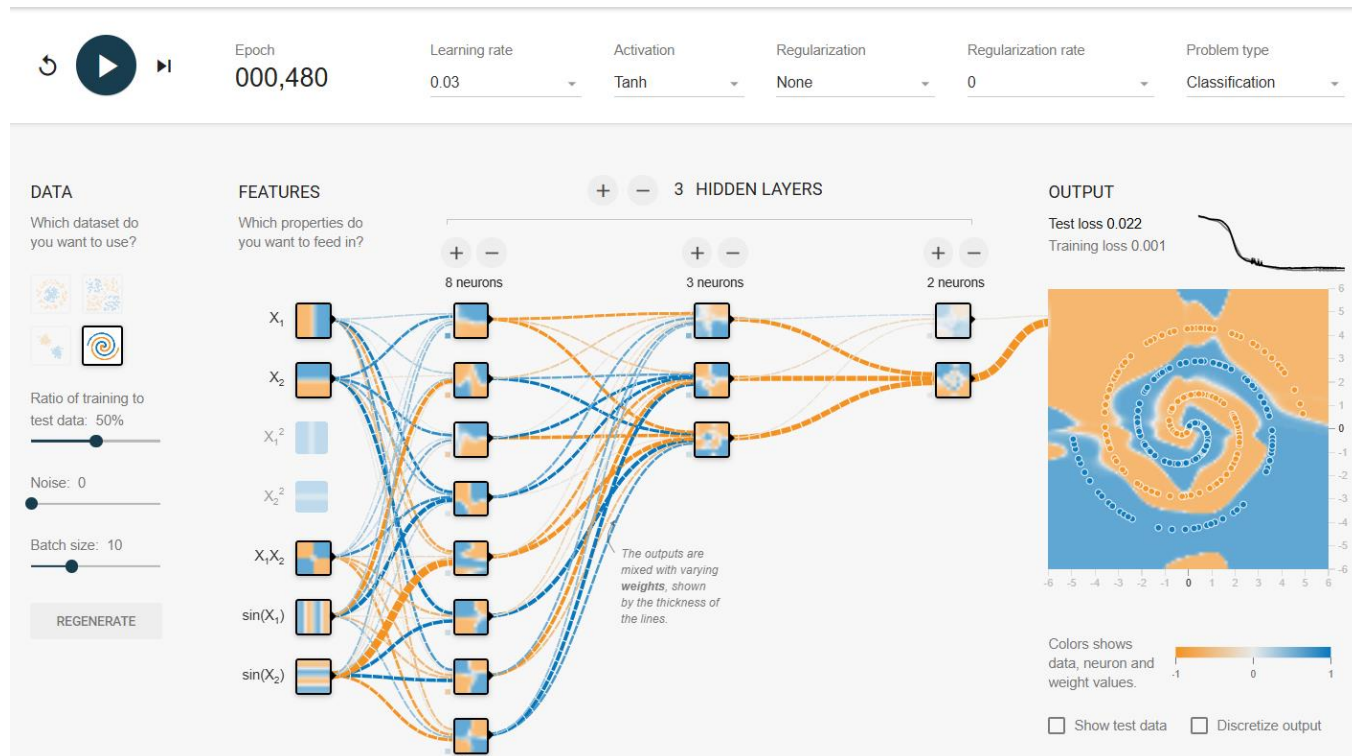 Epoch
000,480
Learning rate
0.03
Activation
Tanh
Regularization
None
Regularization rate
0
Problem type
Classification
DATA
Which dataset do
you want to use?
Ratio of training to
test data: 50%
Noise: 0
Batch size: 10
REGENERATE
FEATURES
Which properties do
you want to feed in?
X₁
X₂
X₁²
X₂²
X₁X₂
sin(X₁)
sin(X₂)
+ − 3 HIDDEN LAYERS
+ −
8 neurons
+ −
3 neurons
+ −
2 neurons
The outputs are
mixed with varying
weights, shown
by the thickness of
the lines.
OUTPUT
Test loss 0.022
Training loss 0.001
6
5
4
3
2
1
0
-1
-2
-3
-4
-5
-6
-6 -5 -4 -3 -2 -1 0 1 2 3 4 5 6
Colors shows
data, neuron and
weight values.
-1 0 1
Show test data
Discretize output